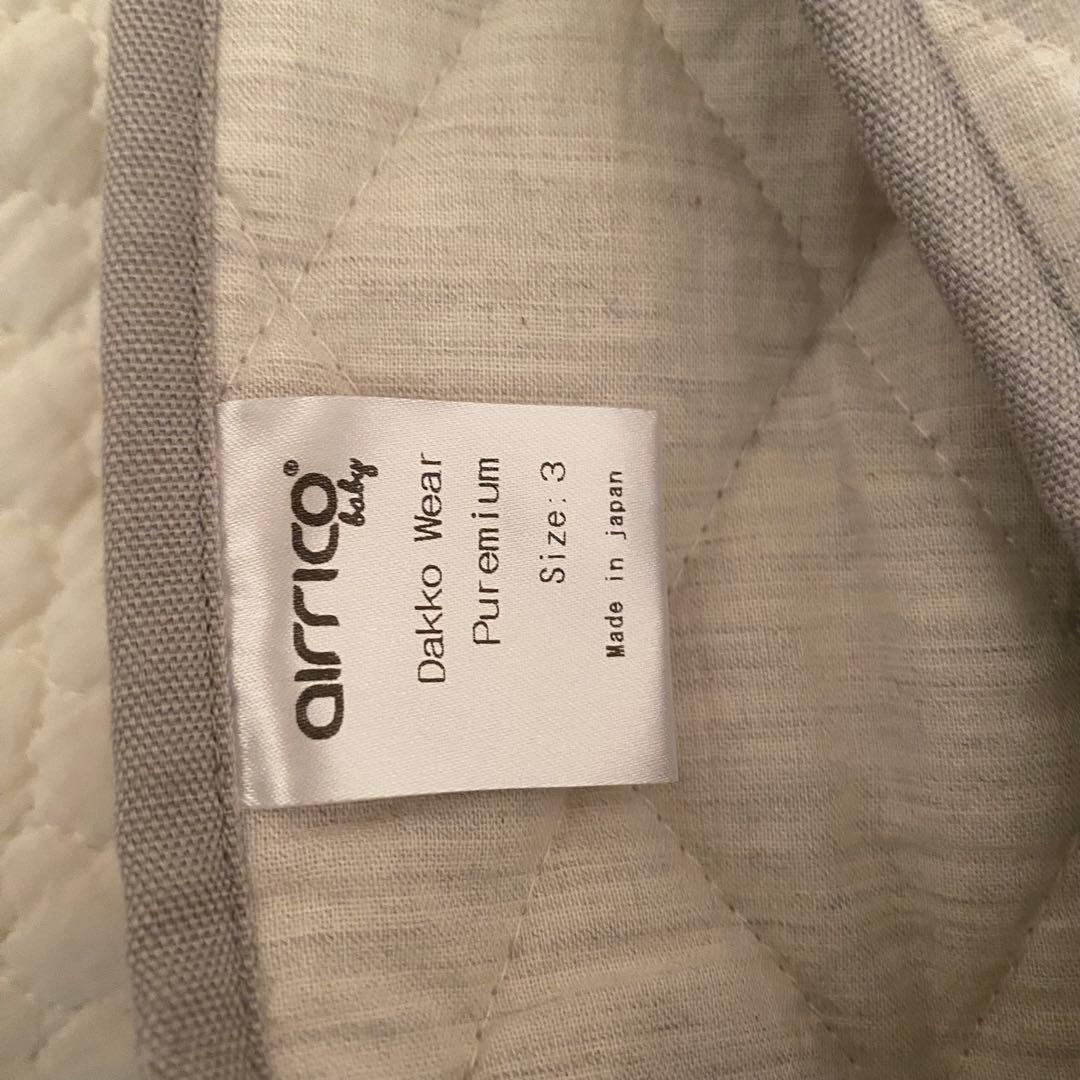 airrico®
baby
Dakko Wear
Puremium
Size: 3
Made in japan